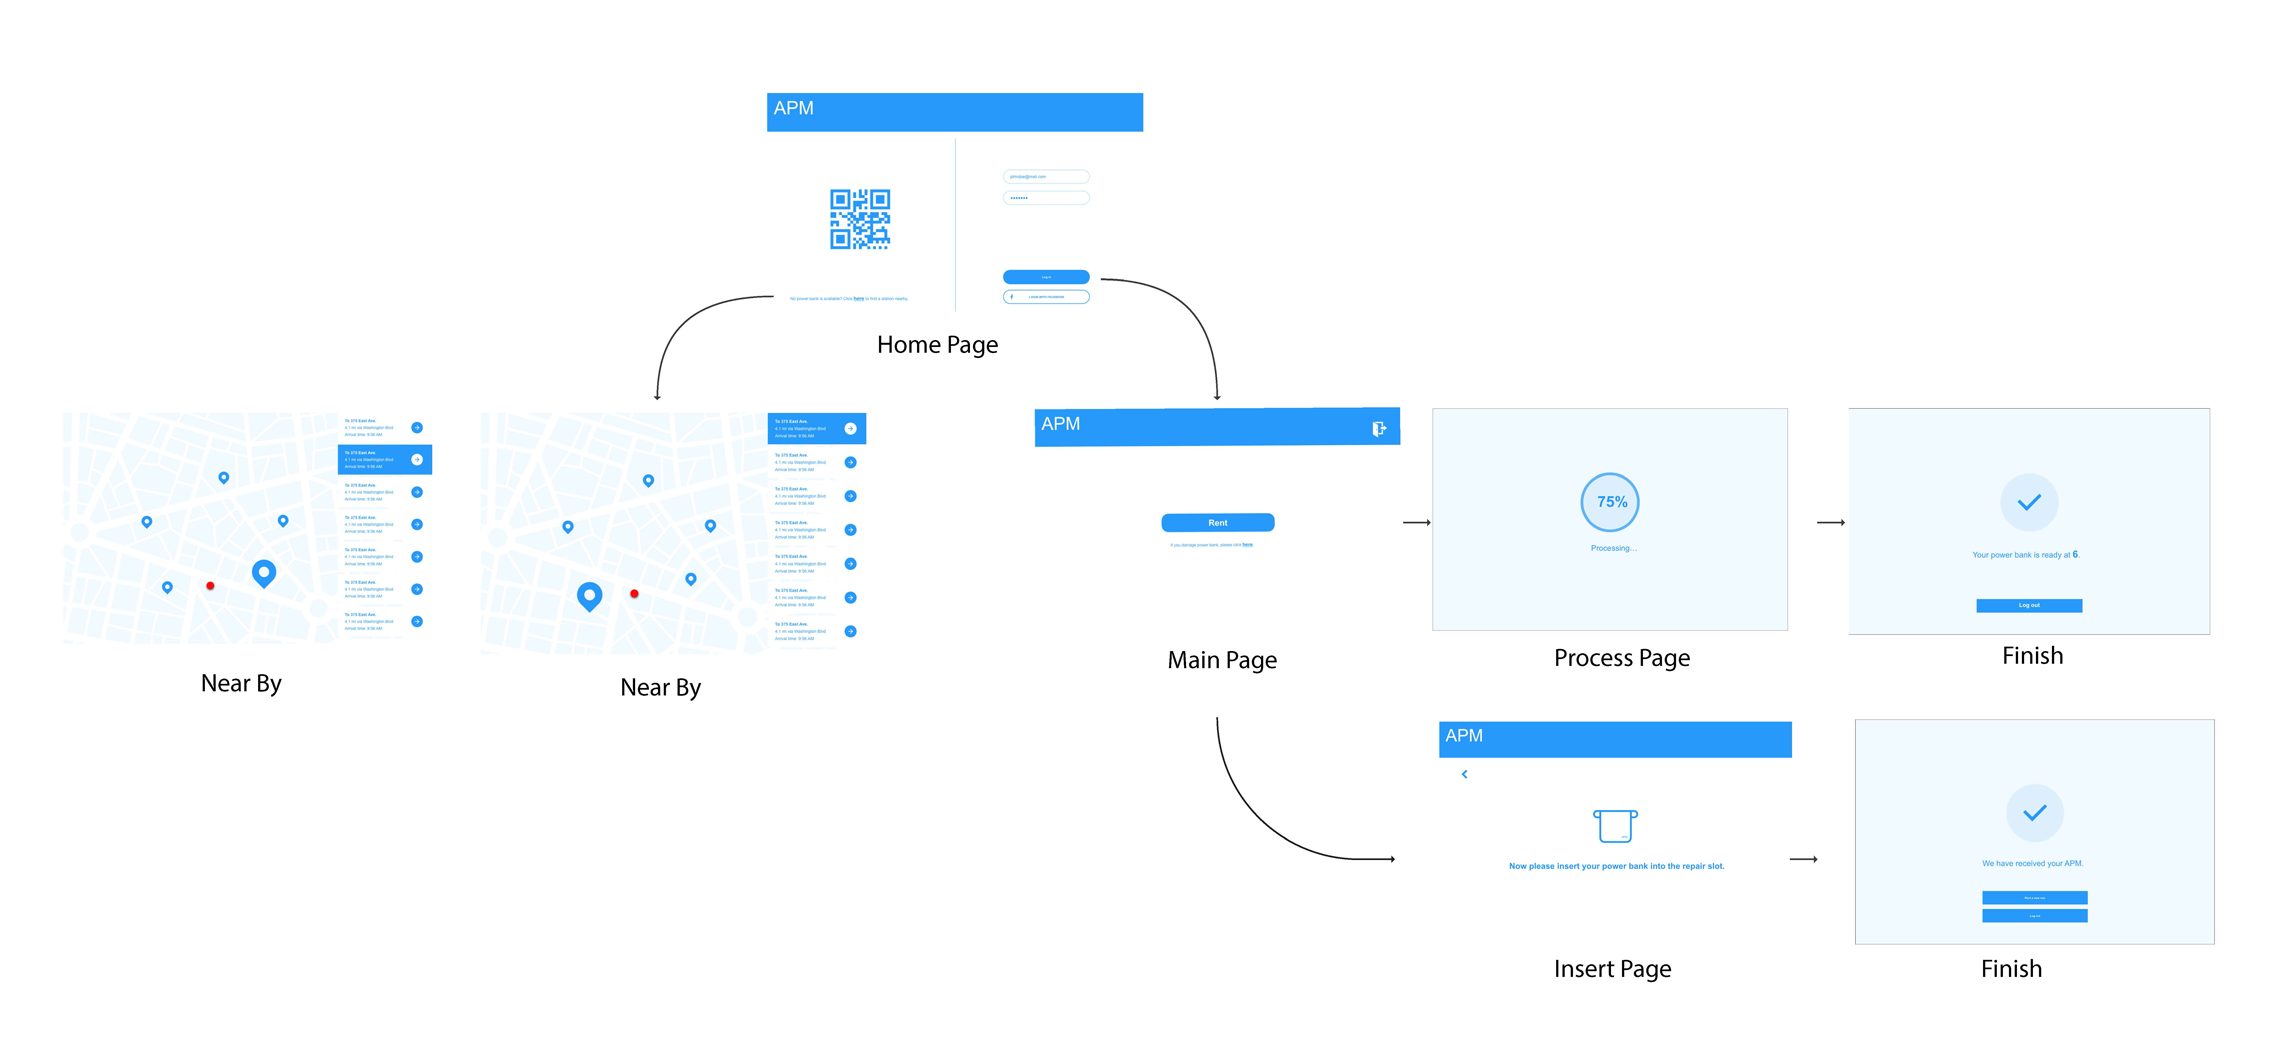 APM
johndoe@mail.com
Log in
LOGIN WITH FACEBOOK
No power bank is available? Click here to find a station nearby.
Home Page
To 375 East Ave.
4.1 mi via Washington Blvd
Arrival time: 9:56 AM
To 375 East Ave.
4.1 mi via Washington Blvd
Arrival time: 9:56 AM
To 375 East Ave.
4.1 mi via Washington Blvd
Arrival time: 9:56 AM
To 375 East Ave.
4.1 mi via Washington Blvd
Arrival time: 9:56 AM
To 375 East Ave.
4.1 mi via Washington Blvd
Arrival time: 9:56 AM
To 375 East Ave.
4.1 mi via Washington Blvd
Arrival time: 9:56 AM
To 375 East Ave.
4.1 mi via Washington Blvd
Arrival time: 9:56 AM
Near By
To 375 East Ave.
4.1 mi via Washington Blvd
Arrival time: 9:56 AM
To 375 East Ave.
4.1 mi via Washington Blvd
Arrival time: 9:56 AM
To 375 East Ave.
4.1 mi via Washington Blvd
Arrival time: 9:56 AM
To 375 East Ave.
4.1 mi via Washington Blvd
Arrival time: 9:56 AM
To 375 East Ave.
4.1 mi via Washington Blvd
Arrival time: 9:56 AM
To 375 East Ave.
4.1 mi via Washington Blvd
Arrival time: 9:56 AM
To 375 East Ave.
4.1 mi via Washington Blvd
Arrival time: 9:56 AM
Near By
APM
Rent
If you damage power bank, please click here
Main Page
75%
Processing...
Process Page
Your power bank is ready at 6.
Log out
Finish
APM
Now please insert your power bank into the repair slot.
Insert Page
We have received your APM.
Log out
Finish